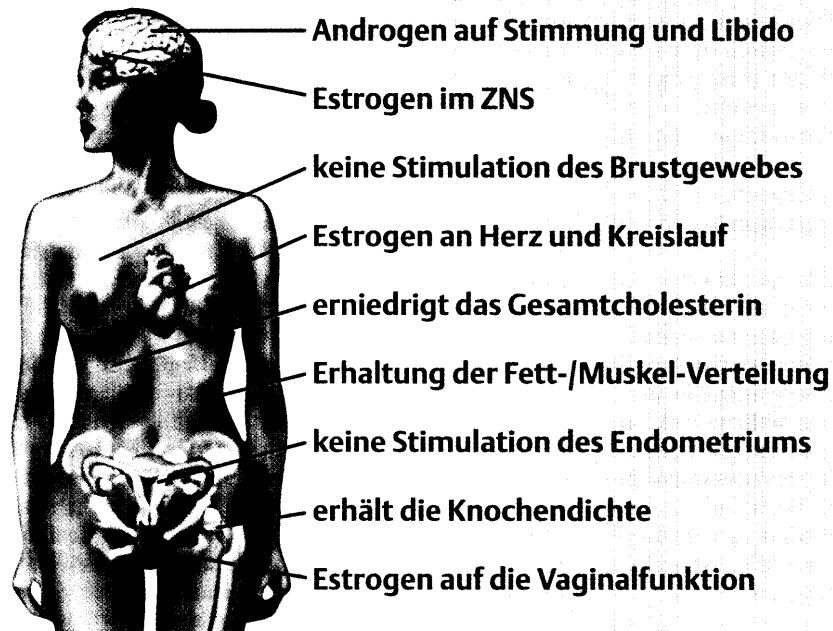 Androgen auf Stimmung und Libido
Estrogen im ZNS
keine Stimulation des Brustgewebes
Estrogen an Herz und Kreislauf
erniedrigt das Gesamtcholesterin
Erhaltung der Fett-/Muskel-Verteilung
keine Stimulation des Endometriums
erhält die Knochendichte
Estrogen auf die Vaginalfunktion